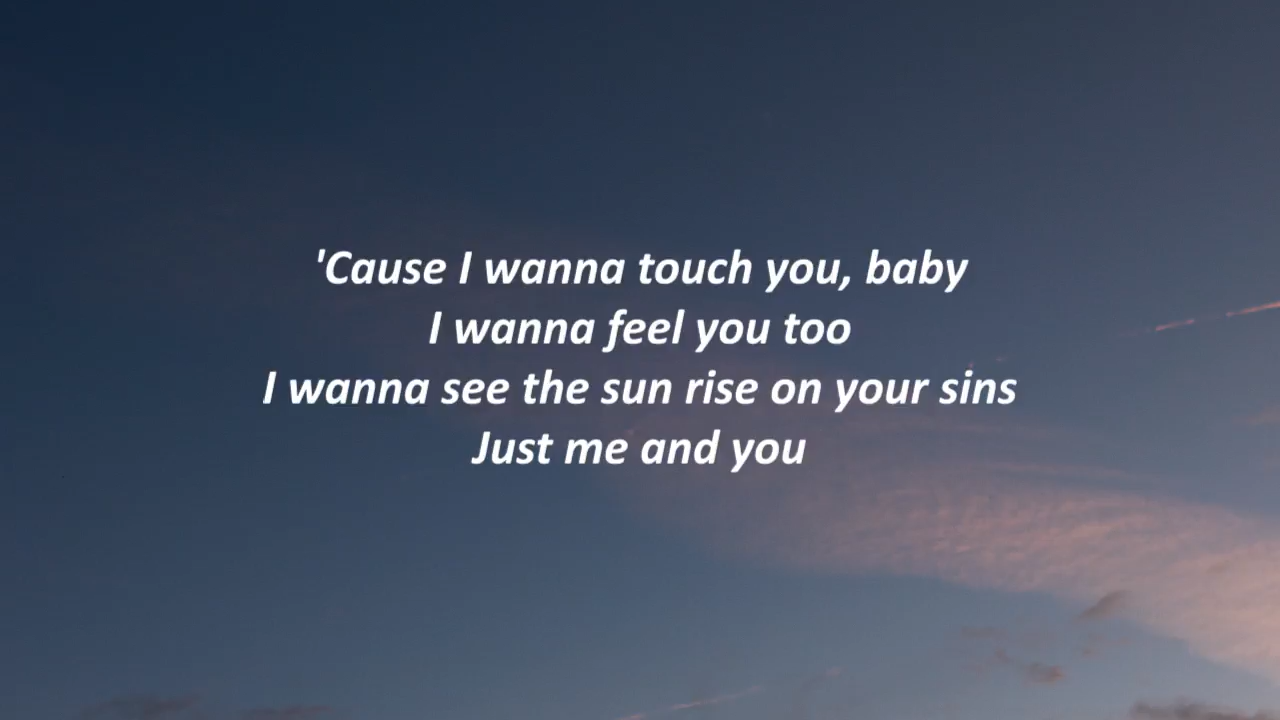 'Cause I wanna touch you, baby
I wanna feel you too
I wanna see the sun rise on your sins
Just me and you